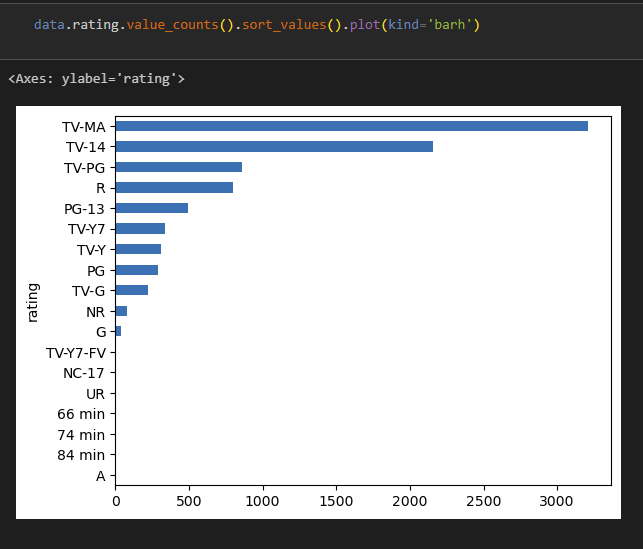 data.rating.value_counts().sort_values().plot(kind='barh')
<Axes: ylabel='rating'>
TV-MA
TV-14
TV-PG
R
PG-13
TV-Y7
TV-Y
PG
TV-G
NR
G
TV-Y7-FV
NC-17
UR
66 min
74 min
84 min
A
rating
0 500 1000 1500 2000 2500 3000